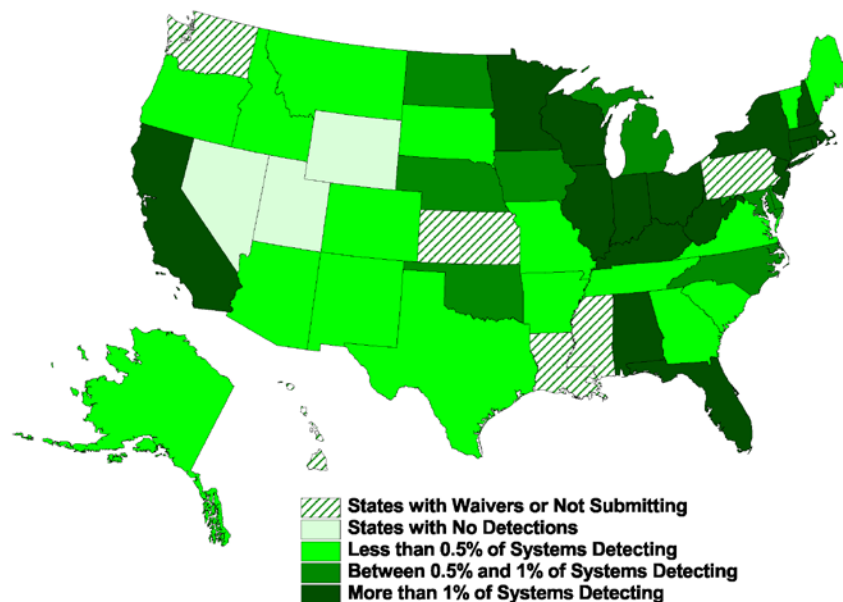 States with Waivers or Not Submitting
States with No Detections
Less than 0.5% of Systems Detecting
Between 0.5% and 1% of Systems Detecting
More than 1% of Systems Detecting